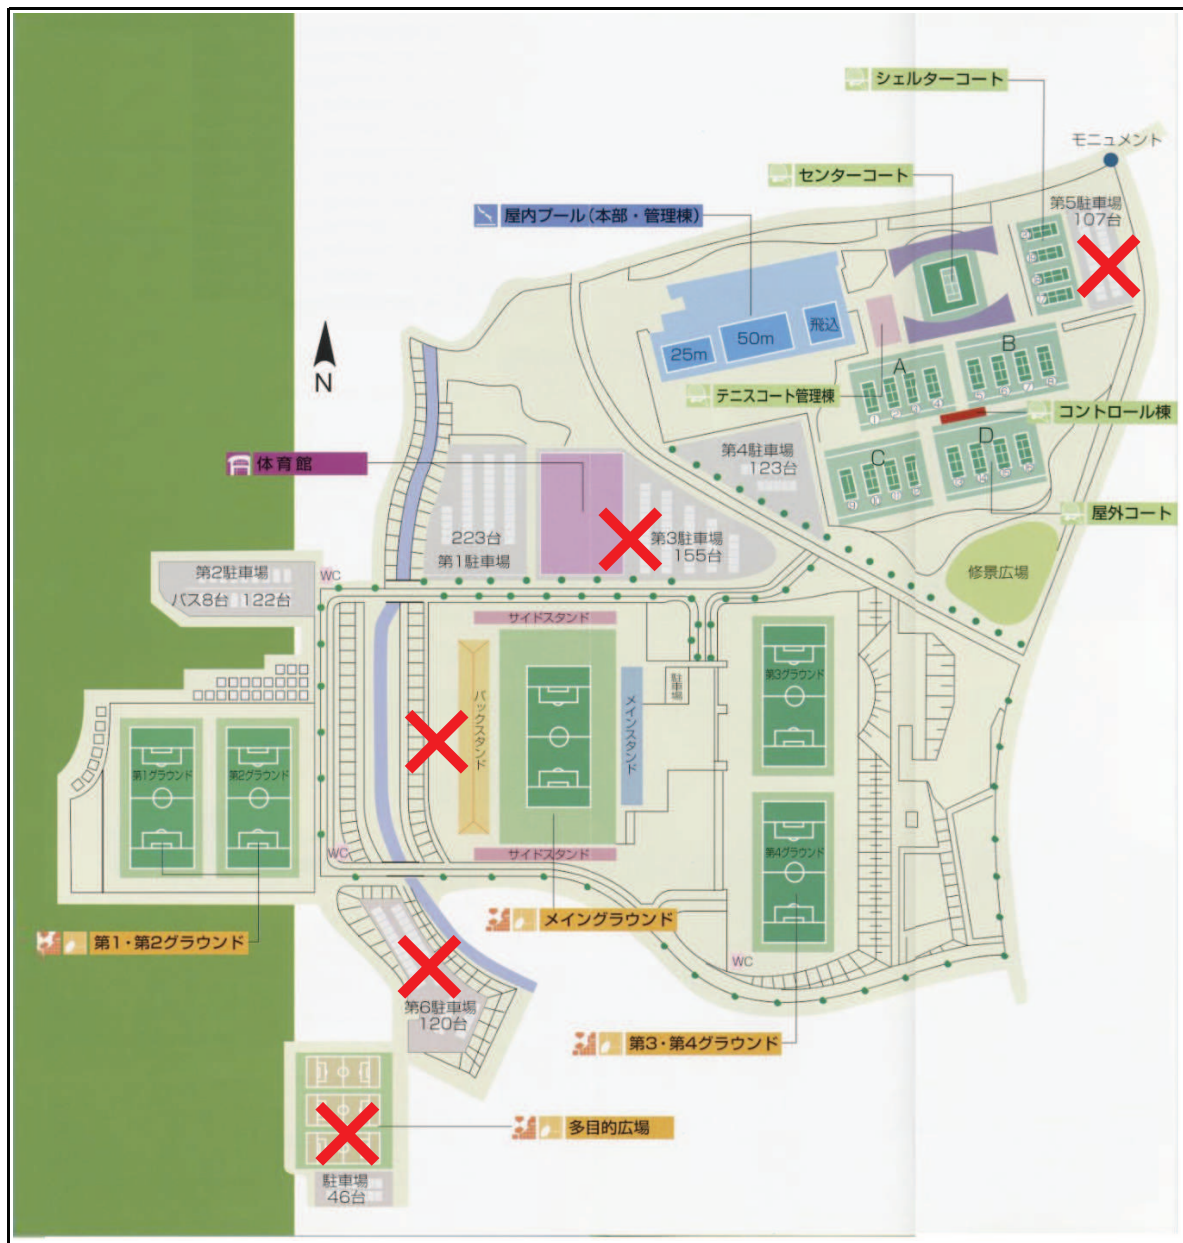 シェルターコート
モニュメント
センターコート
第5駐車場
107台
屋内プール(本部・管理棟)
飛込
50m
25m
N
A
B
テニスコート管理棟
コントロール棟
第4駐車場
123台
C
D
体育館
屋外コート
223台
第1駐車場
第3駐車場
155台
修景広場
第2駐車場
バス8台 122台
WC
サイドスタンド
バックスタンド
メインスタンド
駐車場
第3グラウンド
第1グラウンド
第2グラウンド
第4グラウンド
WC
サイドスタンド
メイングラウンド
第1・第2グラウンド
WC
第6駐車場
120台
第3・第4グラウンド
多目的広場
駐車場
46台